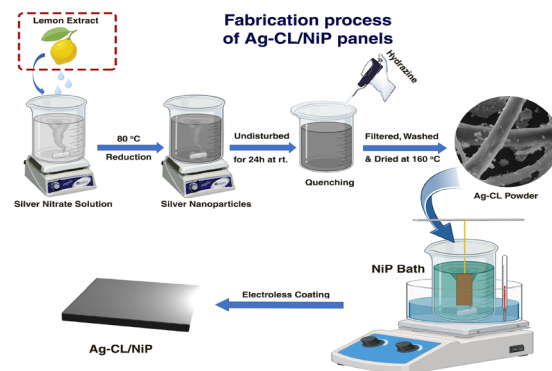 Lemon Extract
Fabrication process
of Ag-CL/NiP panels
Hydrazine
80 °C
Reduction
Undisturbed
for 24h at rt.
Filtered, Washed
& Dried at 160 °C
Quenching
Silver Nitrate Solution
Silver Nanoparticles
Ag-CL Powder
NiP Bath
Electroless Coating
Ag-CL/NiP